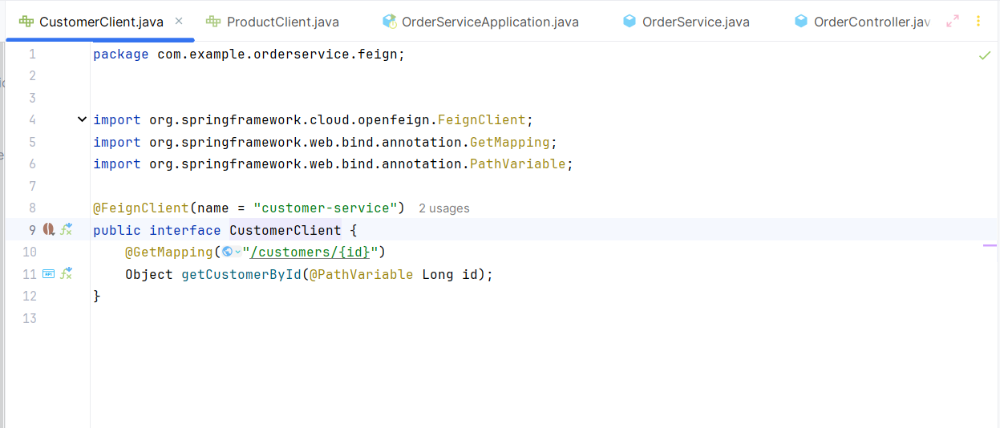 CustomerClient.java ProductClient.java OrderServiceApplication.java OrderService.java OrderController.jav
1 package com.example.orderservice.feign;
2
3
4 import org.springframework.cloud.openfeign.FeignClient;
5 import org.springframework.web.bind.annotation.GetMapping;
6 import org.springframework.web.bind.annotation.PathVariable;
7
8 @FeignClient(name = "customer-service") 2 usages
9 public interface CustomerClient {
10 @GetMapping("/customers/{id}")
11 Object getCustomerById(@PathVariable Long id);
12 }
13